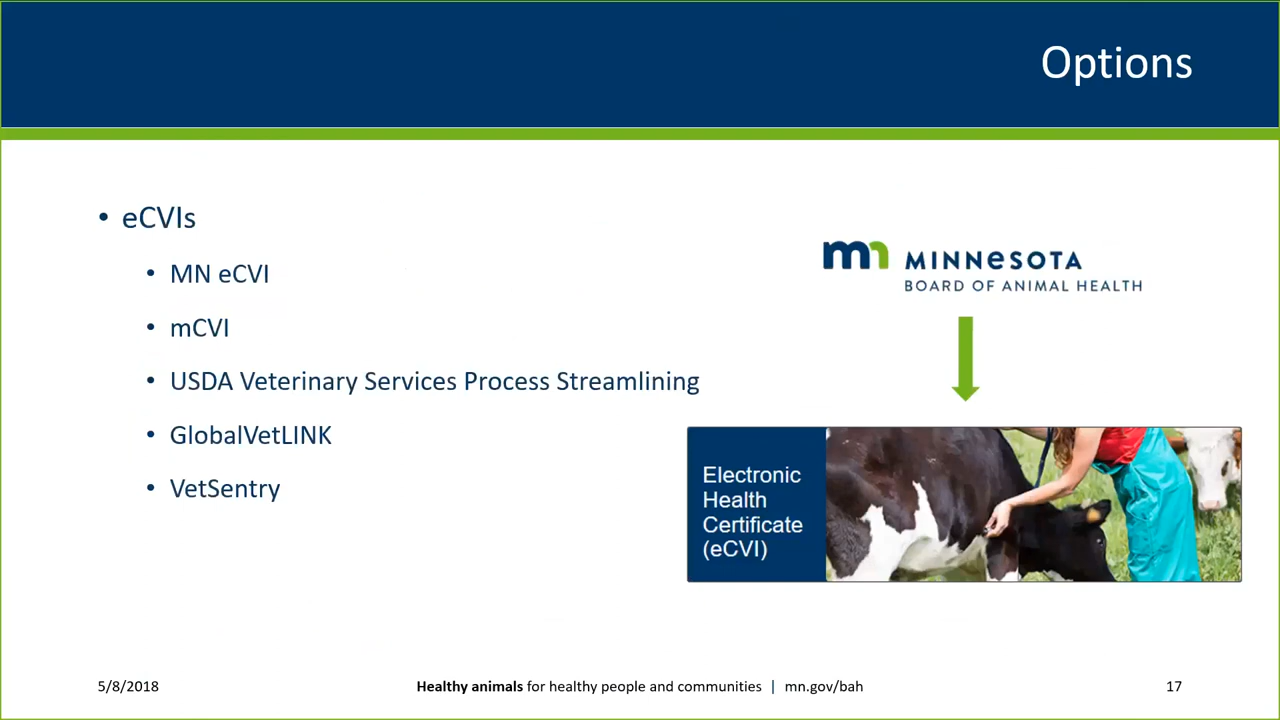 Options
• eCVIs
• MN eCVI
• mCVI
• USDA Veterinary Services Process Streamlining
• GlobalVetLINK
• VetSentry
mn MINNESOTA
BOARD OF ANIMAL HEALTH
Electronic
Health
Certificate
(eCVI)
5/8/2018
Healthy animals for healthy people and communities | mn.gov/bah
17